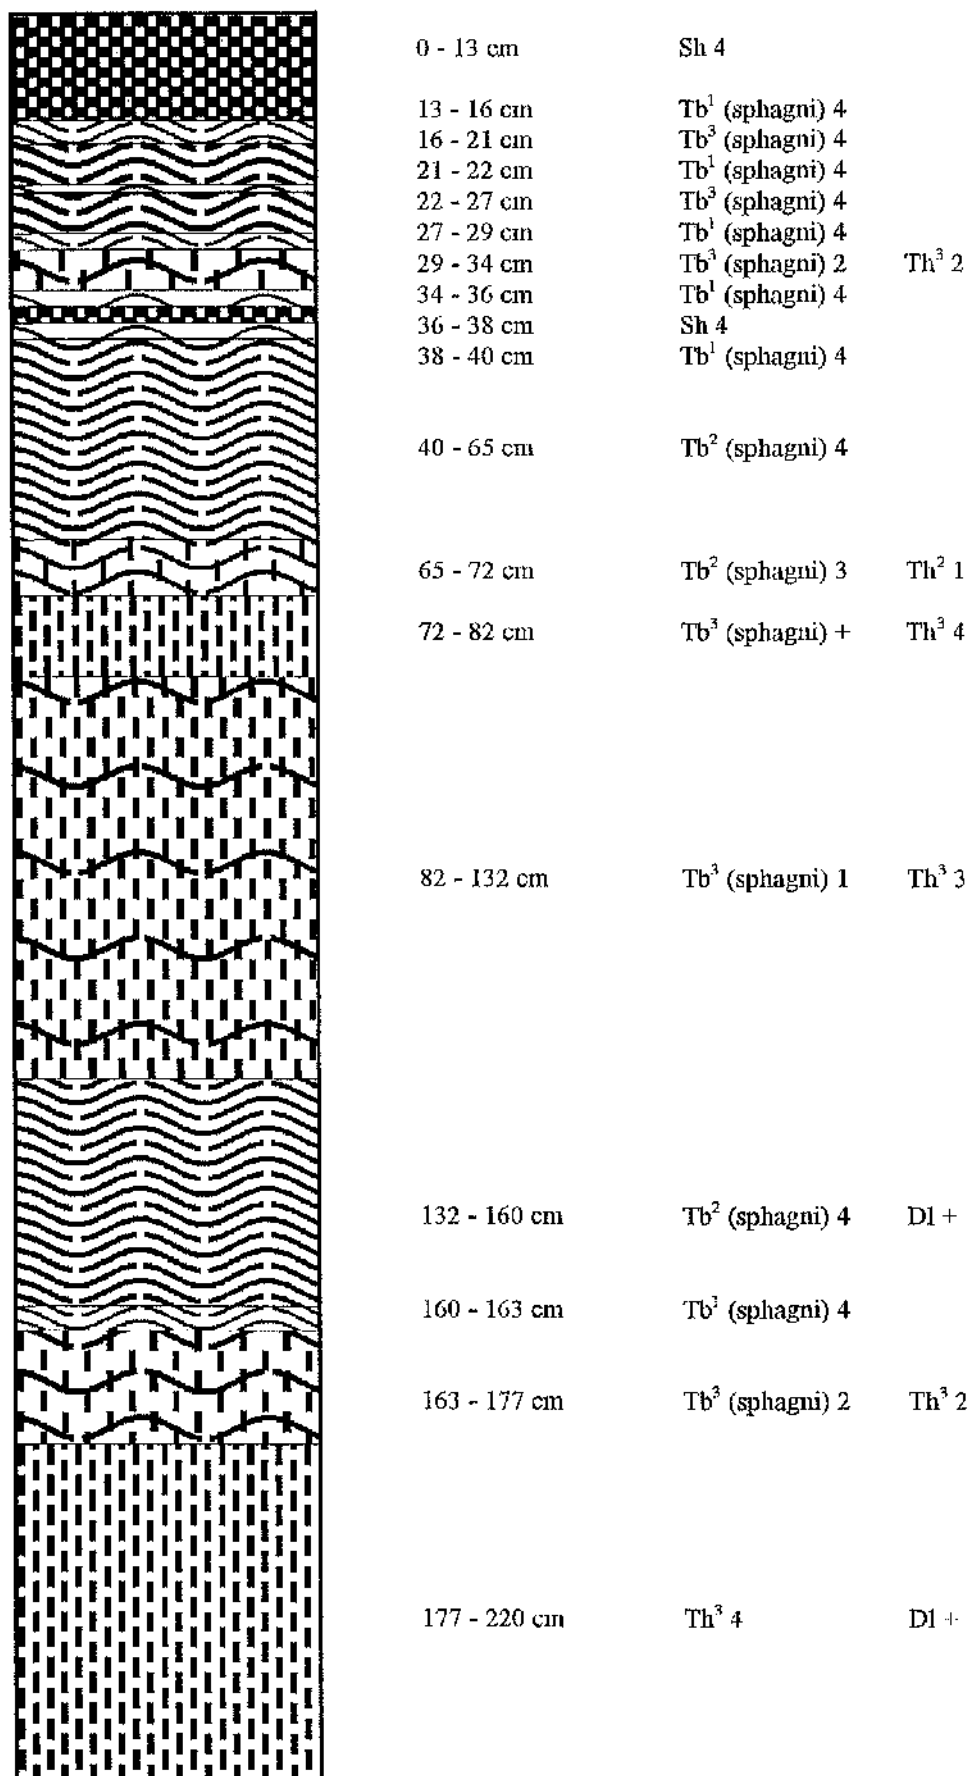 0 - 13 cm Sh 4
13 - 16 cm Tb¹ (sphagni) 4
16 - 21 cm Tb³ (sphagni) 4
21 - 22 cm Tb¹ (sphagni) 4
22 - 27 cm Tb³ (sphagni) 4
27 - 29 cm Tb¹ (sphagni) 4
29 - 34 cm Tb³ (sphagni) 2 Th³ 2
34 - 36 cm Tb¹ (sphagni) 4
36 - 38 cm Sh 4
38 - 40 cm Tb¹ (sphagni) 4
40 - 65 cm Tb² (sphagni) 4
65 - 72 cm Tb² (sphagni) 3 Th² 1
72 - 82 cm Tb³ (sphagni) + Th³ 4
82 - 132 cm Tb³ (sphagni) 1 Th³ 3
132 - 160 cm Tb² (sphagni) 4 Dl +
160 - 163 cm Tb¹ (sphagni) 4
163 - 177 cm Tb³ (sphagni) 2 Th³ 2
177 - 220 cm Th³ 4 Dl +